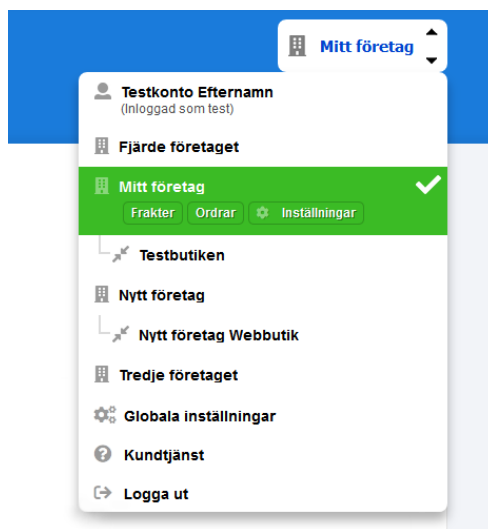 Mitt företag
Testkonto Efternamn
(Inloggad som test)
Fjärde företaget
Mitt företag
Frakter Ordrar Inställningar
Testbutiken
Nytt företag
Nytt företag Webbutik
Tredje företaget
Globala inställningar
Kundtjänst
Logga ut